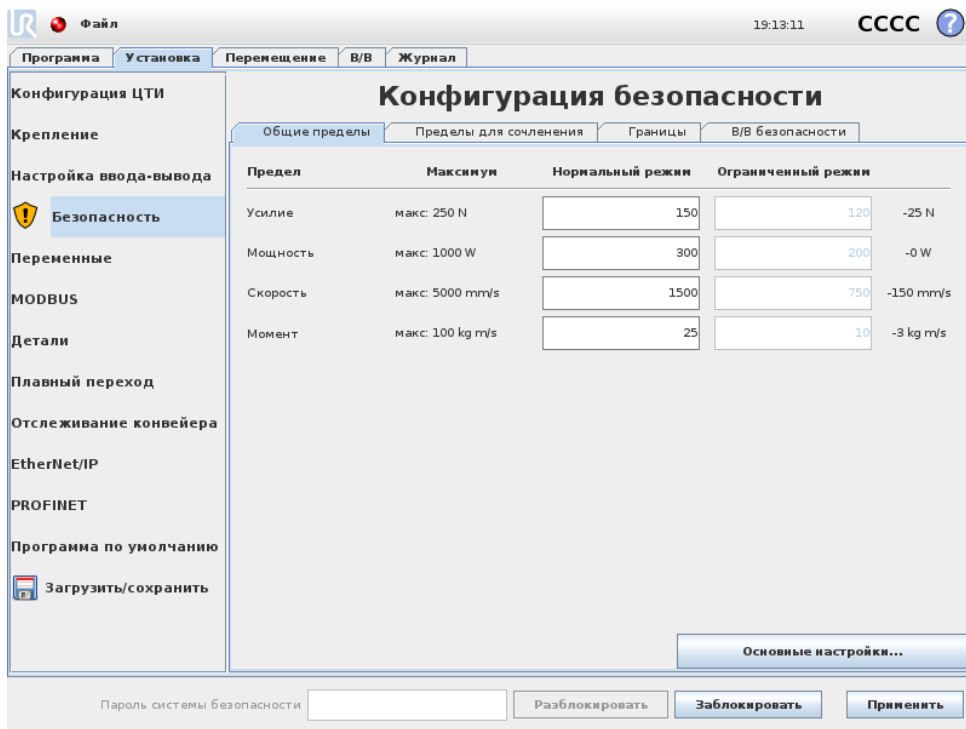 UR Файл 19:13:11 CCCC ?
Программа Установка Перемещение В/В Журнал
Конфигурация ЦТИ
Крепление
Настройка ввода-вывода
Безопасность
Переменные
MODBUS
Детали
Плавный переход
Отслеживание конвейера
EtherNet/IP
PROFINET
Программа по умолчанию
Загрузить/сохранить
Конфигурация безопасности
Общие пределы Пределы для сочленения Границы В/В безопасности
Предел Максимум Нормальный режим Ограниченный режим
Усилие макс: 250 N 150 120 -25 N
Мощность макс: 1000 W 300 200 -0 W
Скорость макс: 5000 mm/s 1500 750 -150 mm/s
Момент макс: 100 kg m/s 25 10 -3 kg m/s
Основные настройки...
Пароль системы безопасности Разблокировать Заблокировать Применить